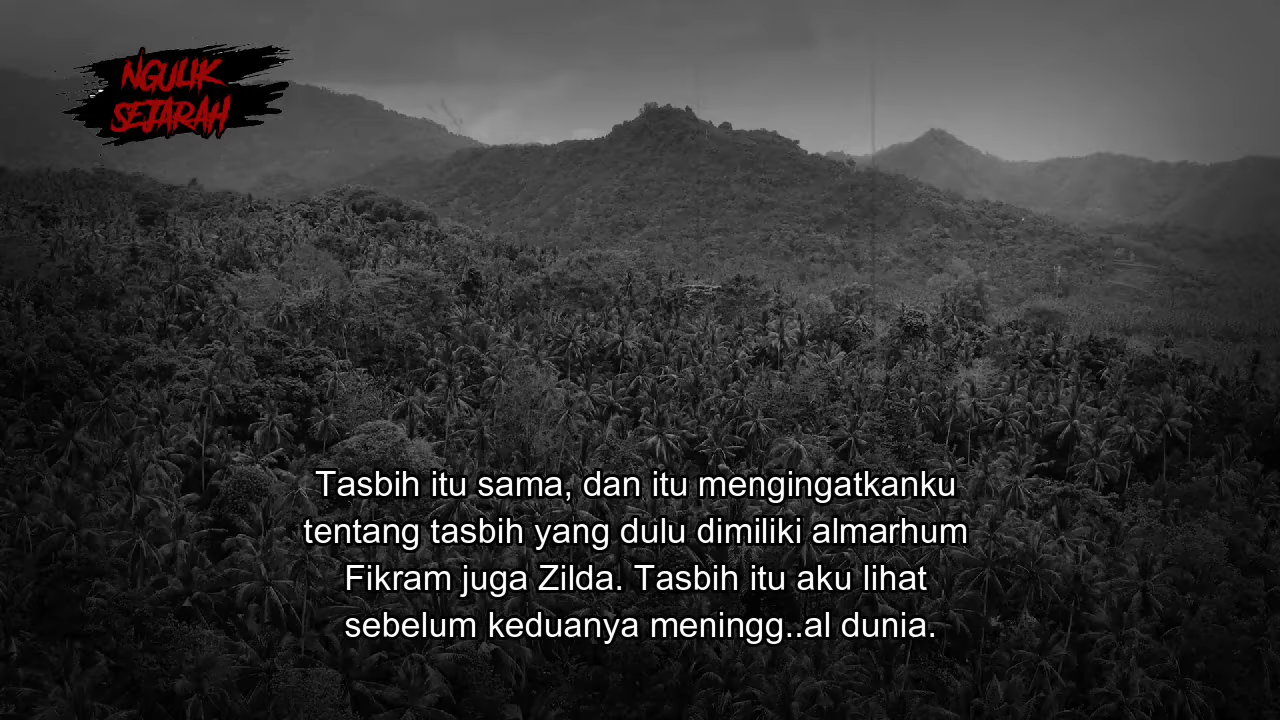 NGULIK
SEJARAH
Tasbih itu sama, dan itu mengingatkanku
tentang tasbih yang dulu dimiliki almarhum
Fikram juga Zilda. Tasbih itu aku lihat
sebelum keduanya meningg..al dunia.